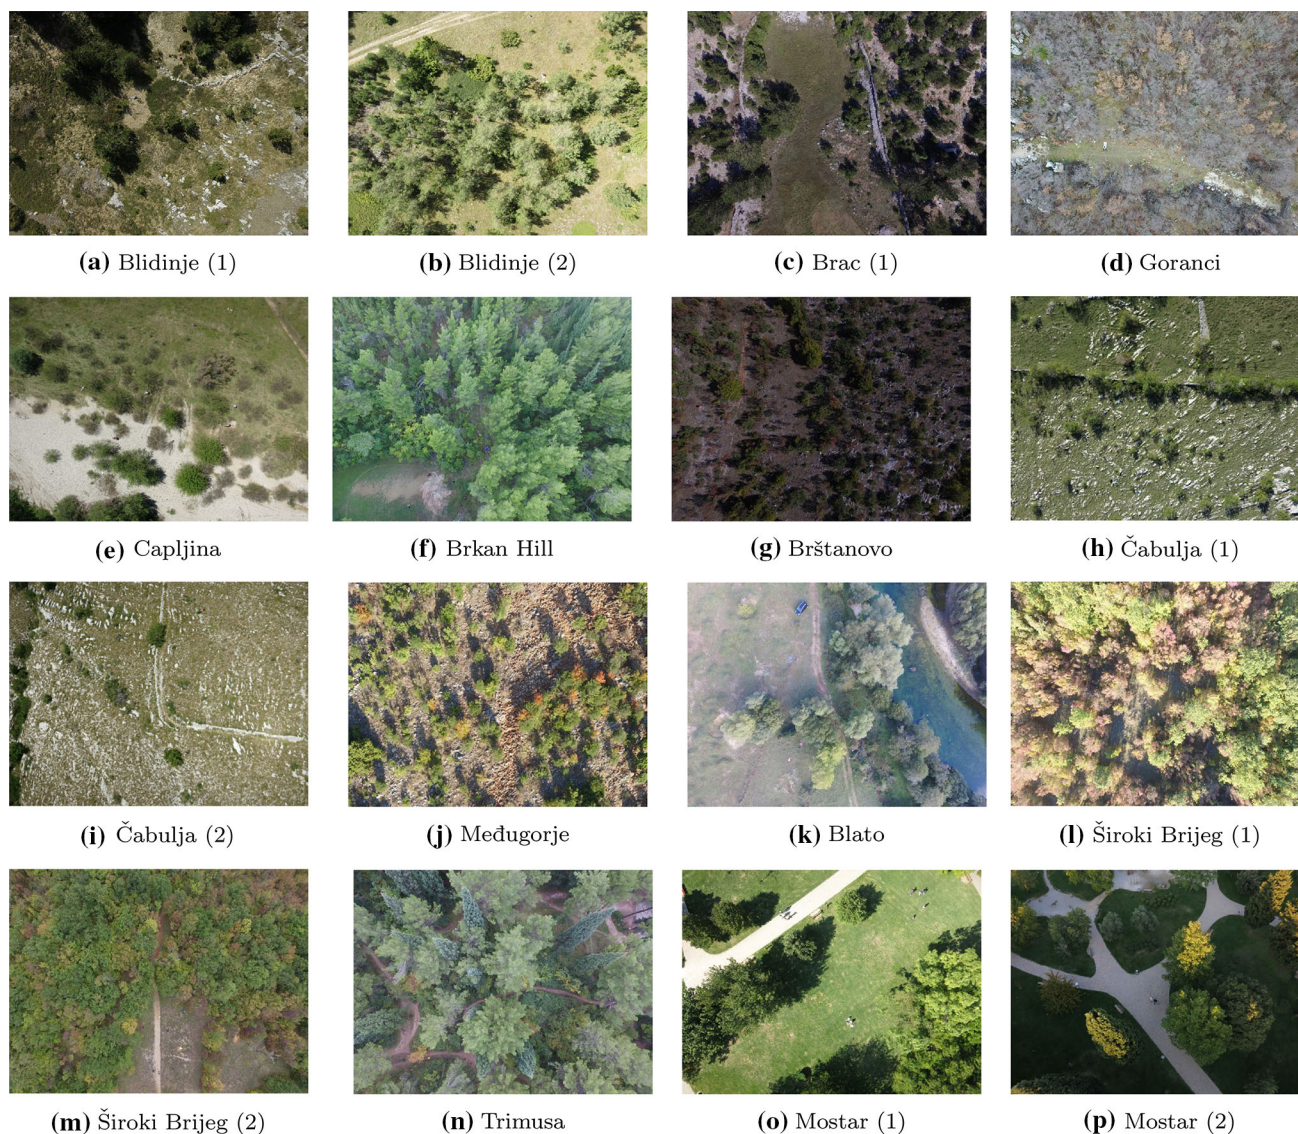 (a) Blidinje (1)
(b) Blidinje (2)
(c) Brac (1)
(d) Goranci
(e) Capljina
(f) Brkan Hill
(g) Brštanovo
(h) Čabulja (1)
(i) Čabulja (2)
(j) Međugorje
(k) Blato
(l) Široki Brijeg (1)
(m) Široki Brijeg (2)
(n) Trimusa
(o) Mostar (1)
(p) Mostar (2)